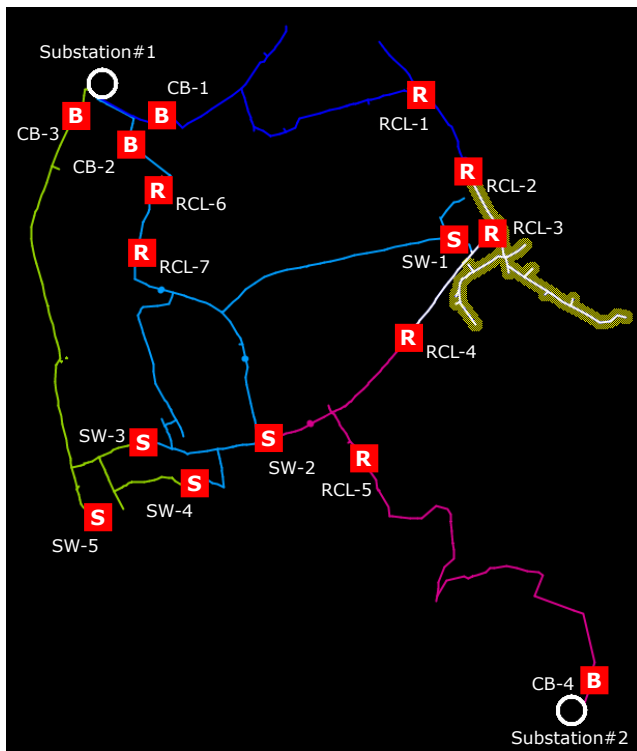 Substation#1
CB-1
B
B
CB-3
B
CB-2
R
RCL-1
R
RCL-2
R
RCL-6
R
RCL-3
S
SW-1
R
RCL-7
R
RCL-4
SW-3
S
S
SW-2
R
RCL-5
S
SW-4
S
SW-5
CB-4
B
Substation#2